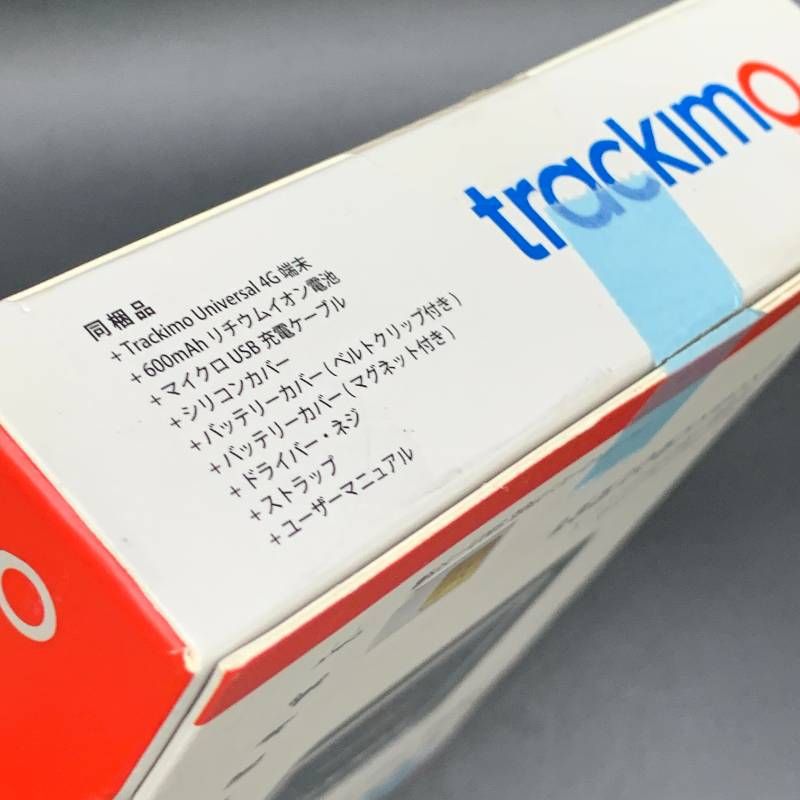 trackimo
同梱品
+ Trackimo Universal 4G 端末
+ 600mAh リチウムイオン電池
+ マイクロ USB 充電ケーブル
+ シリコンカバー
+ バッテリーカバー ( ベルトクリップ付き )
+ バッテリーカバー ( マグネット付き )
+ ドライバー・ネジ
+ ストラップ
+ ユーザーマニュアル